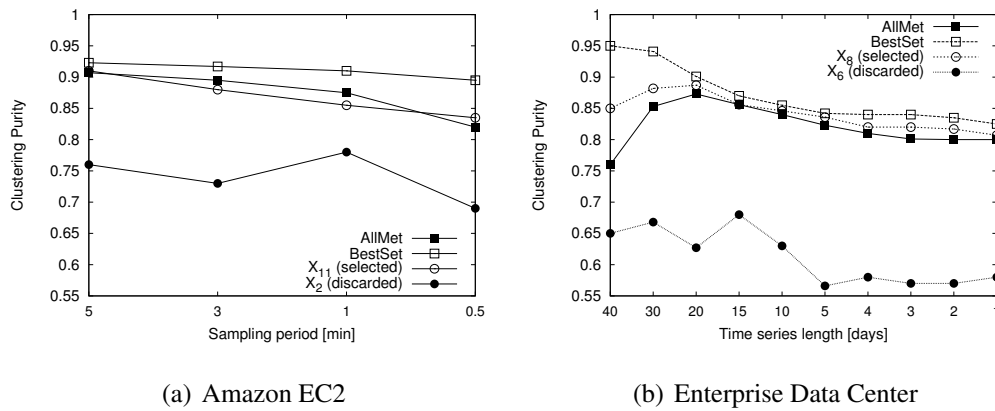 1
0.95
0.9
0.85
0.8
0.75
0.7
0.65
0.6
0.55
Clustering Purity
5
3
1
0.5
Sampling period [min]
AllMet
BestSet
X11 (selected)
X2 (discarded)
(a) Amazon EC2
1
0.95
0.9
0.85
0.8
0.75
0.7
0.65
0.6
0.55
Clustering Purity
40
30
20
15
10
5
4
3
2
1
Time series length [days]
AllMet
BestSet
X8 (selected)
X6 (discarded)
(b) Enterprise Data Center